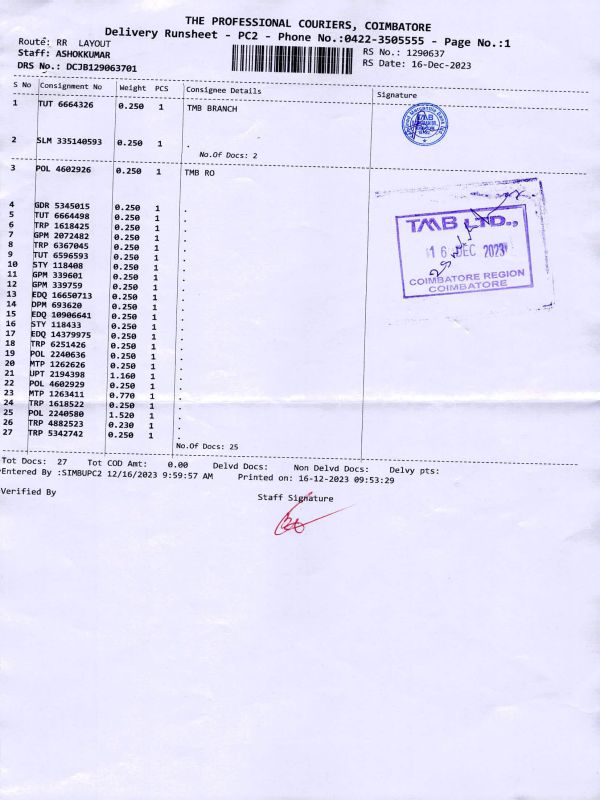 THE PROFESSIONAL COURIERS, COIMBATORE
Delivery Runsheet - PC2 - Phone No.:0422-3505555 - Page No.:1
Route: RR LAYOUT
Staff: ASHOKKUMAR
DRS No.: DCJB129063701
RS No.: 1290637
RS Date: 16-Dec-2023
S No Consignment No Weight PCS Consignee Details Signature
1 TUT 6664326 0.250 1 TMB BRANCH
TMB
2 SLM 335140593 0.250 1 .
No.Of Docs: 2
3 POL 4602926 0.250 1 TMB RO
4 GDR 5345015 0.250 1 .
5 TUT 6664498 0.250 1 .
6 TRP 1618425 0.250 1 .
7 GPM 2072482 0.250 1 .
8 TRP 6367045 0.250 1 .
9 TUT 6596593 0.250 1 .
10 STY 118408 0.250 1 .
11 GPM 339601 0.250 1 .
12 GPM 339759 0.250 1 .
13 EDQ 16650713 0.250 1 .
14 DPM 693620 0.250 1 .
15 EDQ 10906641 0.250 1 .
16 STY 118433 0.250 1 .
17 EDQ 14379975 0.250 1 .
18 TRP 6251426 0.250 1 .
19 POL 2240636 0.250 1 .
20 MTP 1262626 0.250 1 .
21 UPT 2194398 1.160 1 .
22 POL 4602929 0.250 1 .
23 MTP 1263411 0.770 1 .
24 TRP 1618522 0.250 1 .
25 POL 2240580 1.520 1 .
26 TRP 4882523 0.230 1 .
27 TRP 5342742 0.250 1 .
No.Of Docs: 25
TMB LTD.,
16 DEC 2023
COIMBATORE REGION
COIMBATORE
Tot Docs: 27 Tot COD Amt: 0.00 Delvd Docs: Non Delvd Docs: Delvy pts:
Entered By :SIMBUPC2 12/16/2023 9:59:57 AM Printed on: 16-12-2023 09:53:29
Verified By
Staff Signature